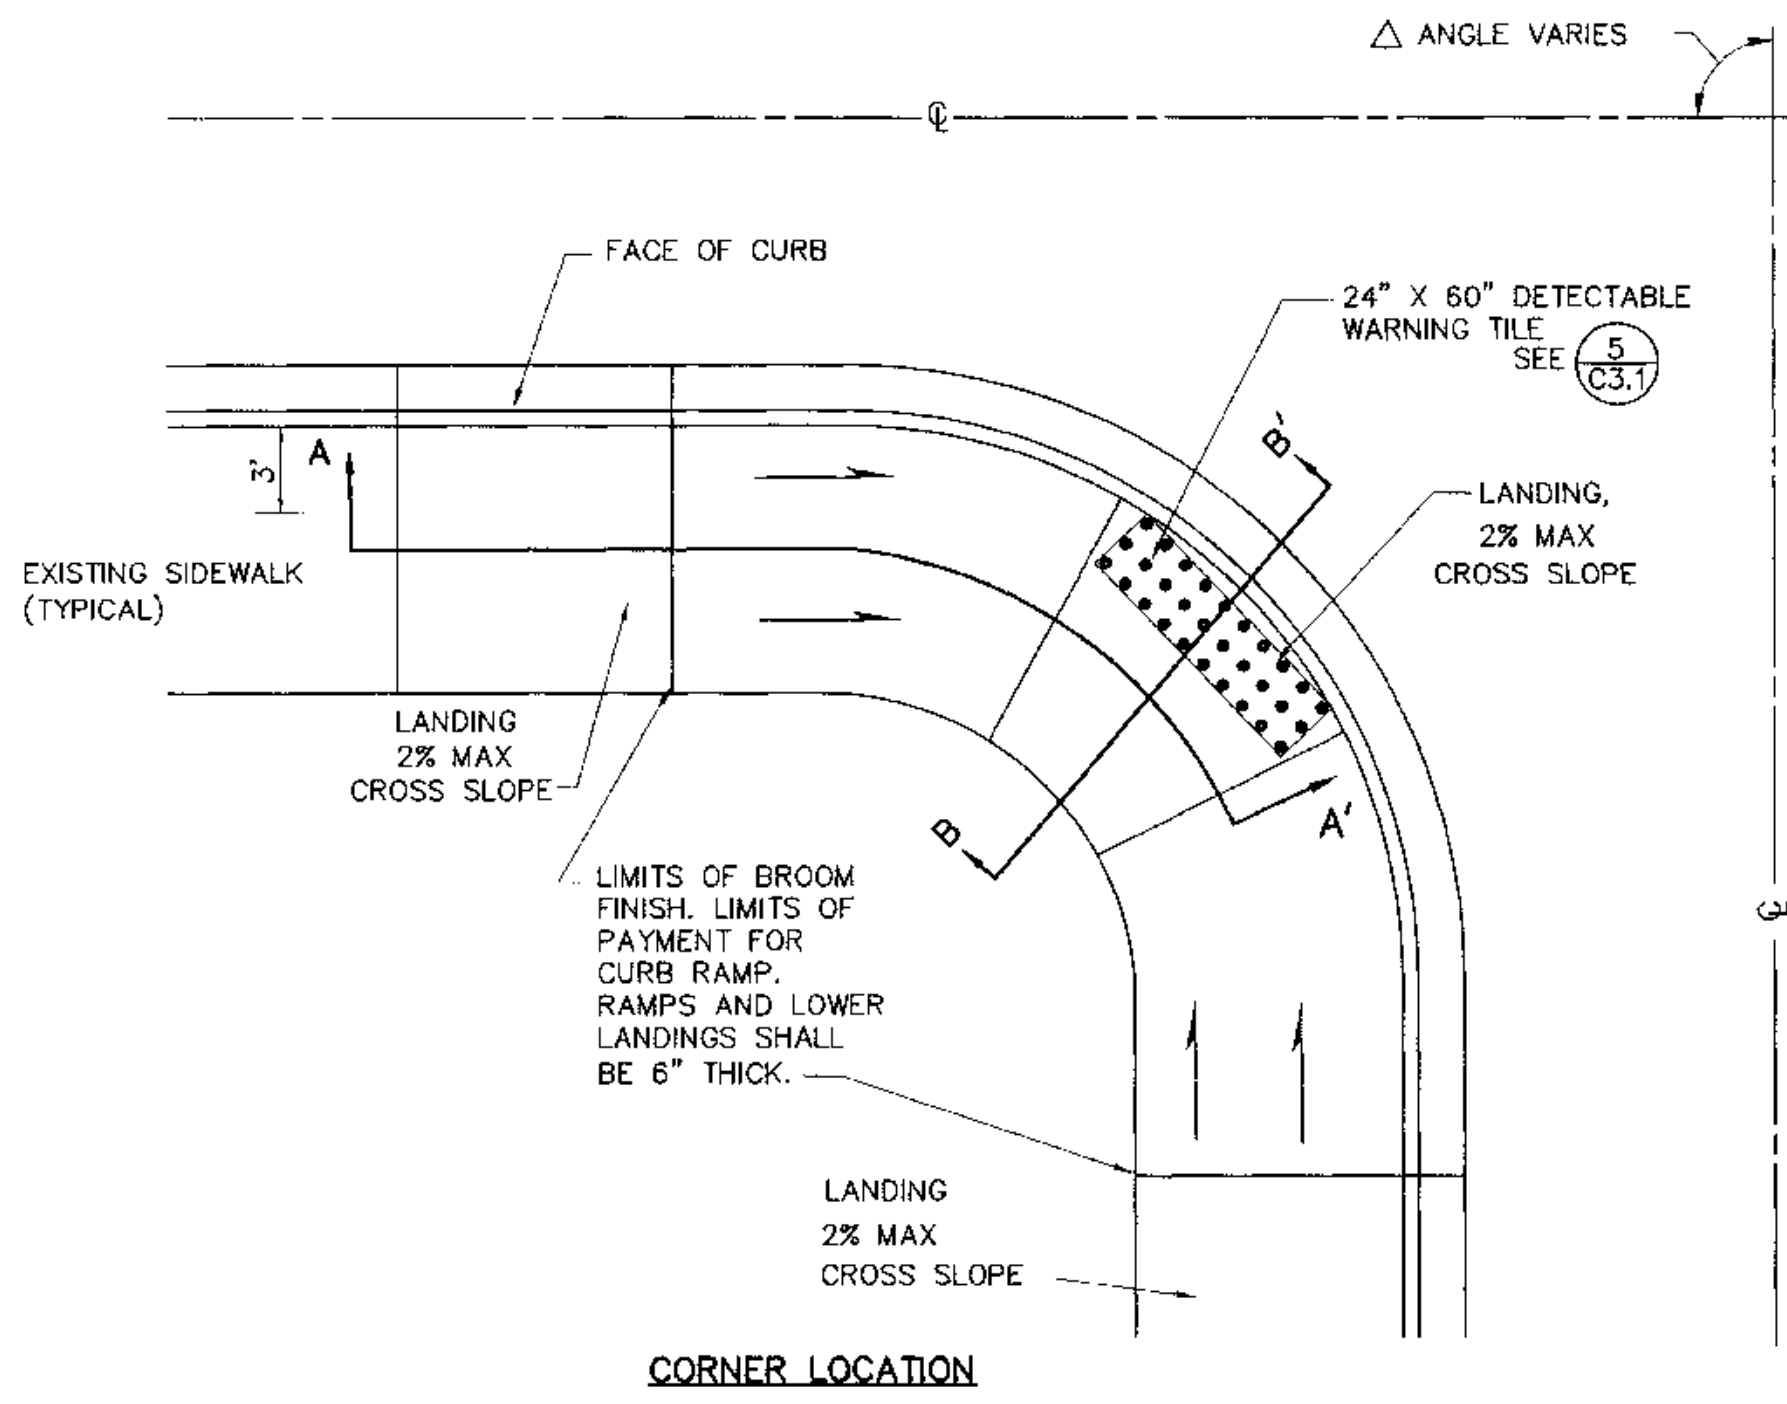 △ ANGLE VARIES
℄
FACE OF CURB
24" X 60" DETECTABLE
WARNING TILE
SEE 5
C3.1
B'
A
3'
LANDING,
2% MAX
CROSS SLOPE
EXISTING SIDEWALK
(TYPICAL)
LANDING
2% MAX
CROSS SLOPE
B
A'
LIMITS OF BROOM
FINISH. LIMITS OF
PAYMENT FOR
CURB RAMP.
RAMPS AND LOWER
LANDINGS SHALL
BE 6" THICK.
℄
LANDING
2% MAX
CROSS SLOPE
CORNER LOCATION